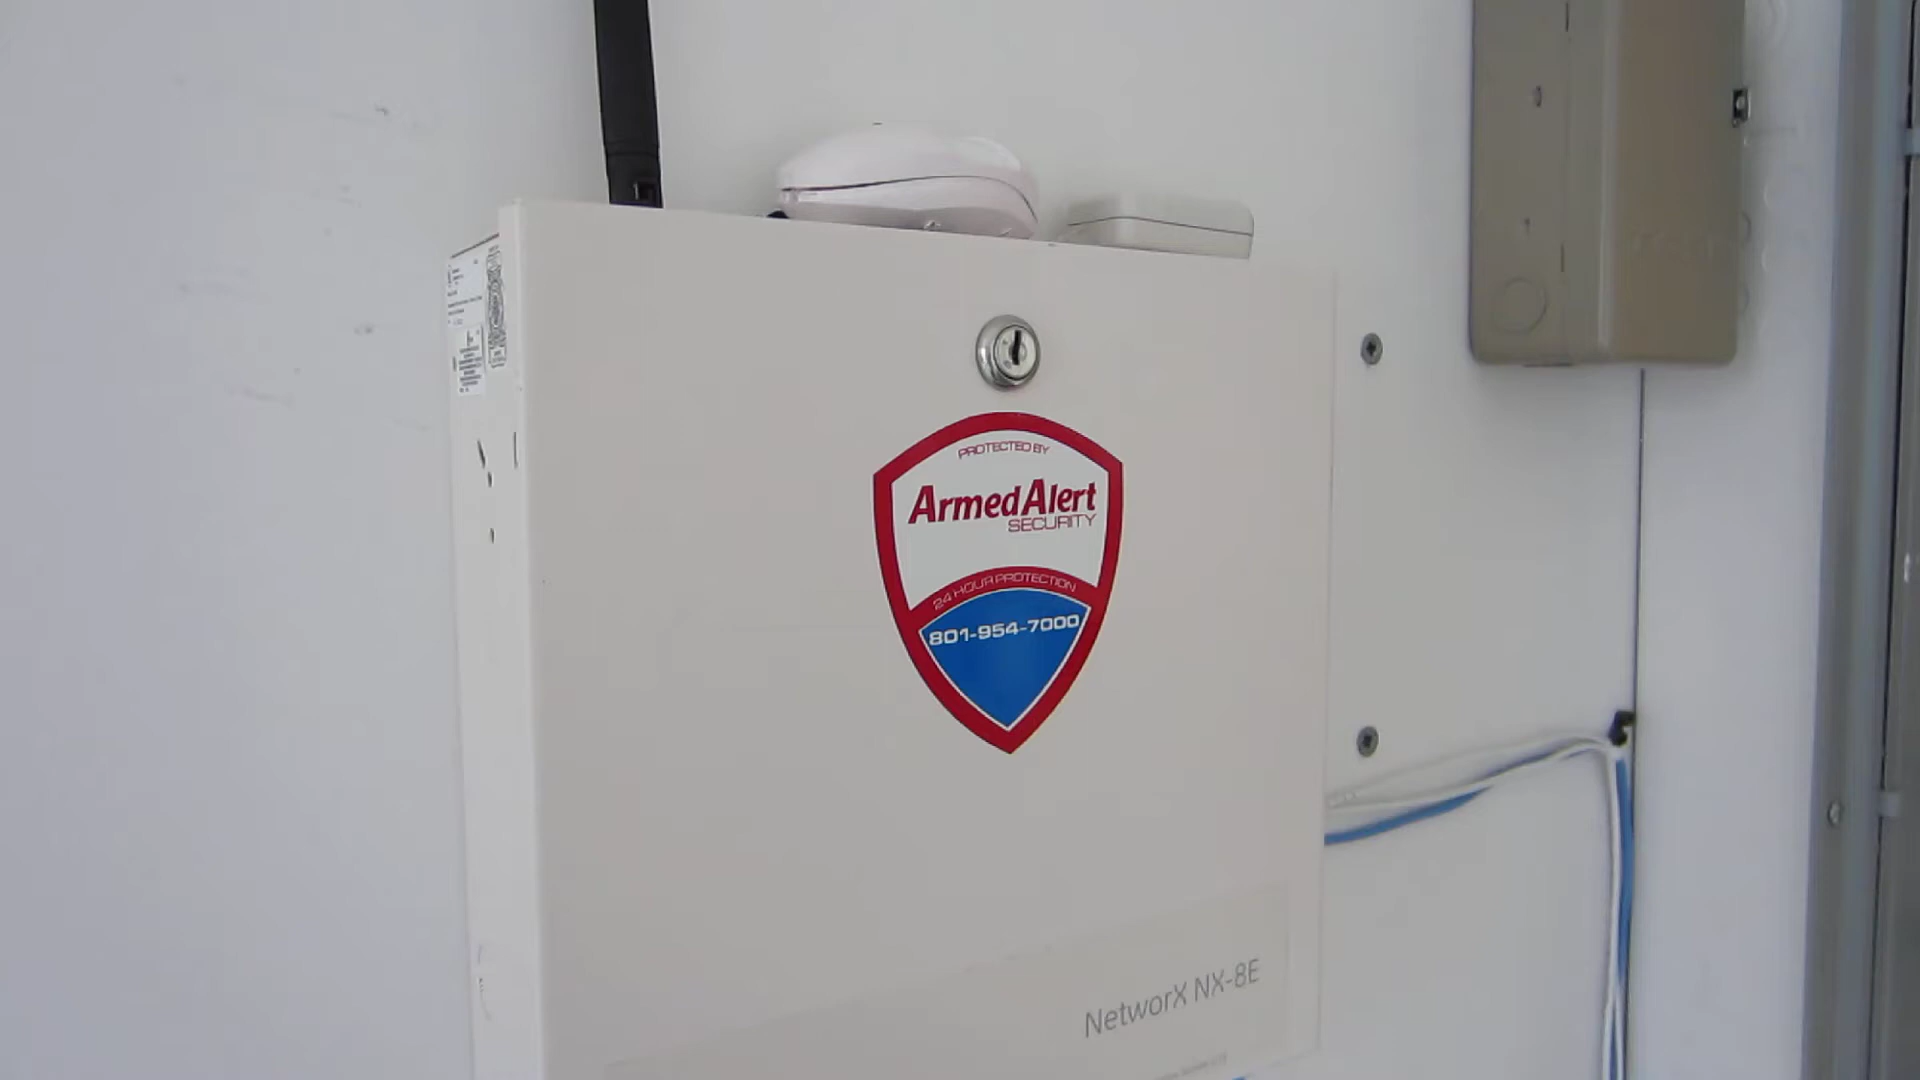 PROTECTED BY
ArmedAlert
SECURITY
24 HOUR PROTECTION
801-954-7000
NetworX NX-8E